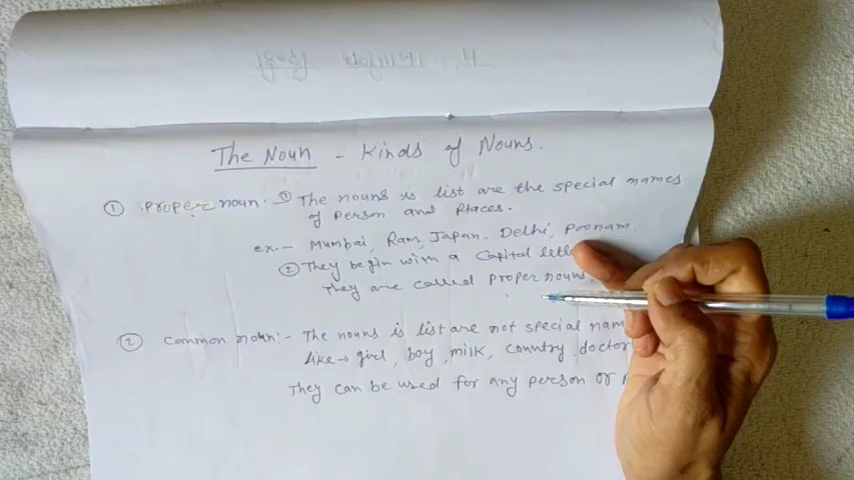 The Noun - Kinds of Nouns.
① Proper noun: ① The nouns is list are the special names
of Person and Places.
ex.- Mumbai, Ram, Japan. Delhi, Poonam.
② They begin with a Capital
They are called proper nouns.
② Common noun:- The nouns is list are not special
like → girl, boy, milk, country, doctor
They can be used for any person or